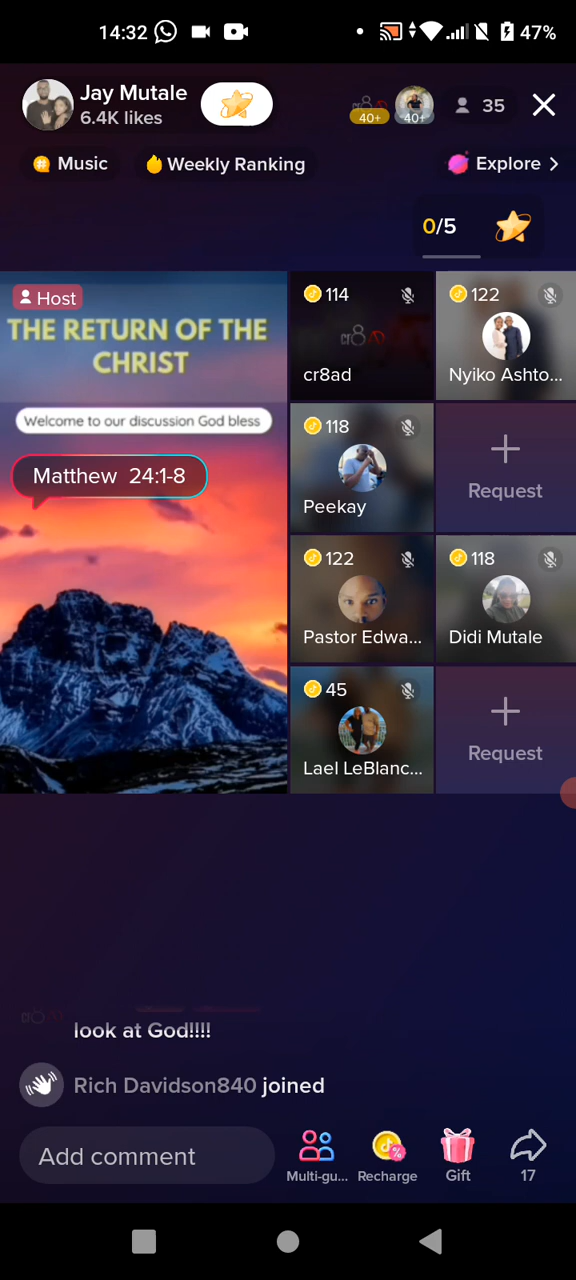 14:32
47%
Jay Mutale
6.4K likes
40+
40+
35
Music
Weekly Ranking
Explore
0/5
Host
THE RETURN OF THE
CHRIST
Welcome to our discussion God bless
Matthew 24:1-8
114
cr8ad
122
Nyiko Ashto...
118
Peekay
Request
122
Pastor Edwa...
118
Didi Mutale
45
Lael LeBlanc...
Request
look at God!!!!
Rich Davidson840 joined
Add comment
Multi-gu...
Recharge
Gift
17